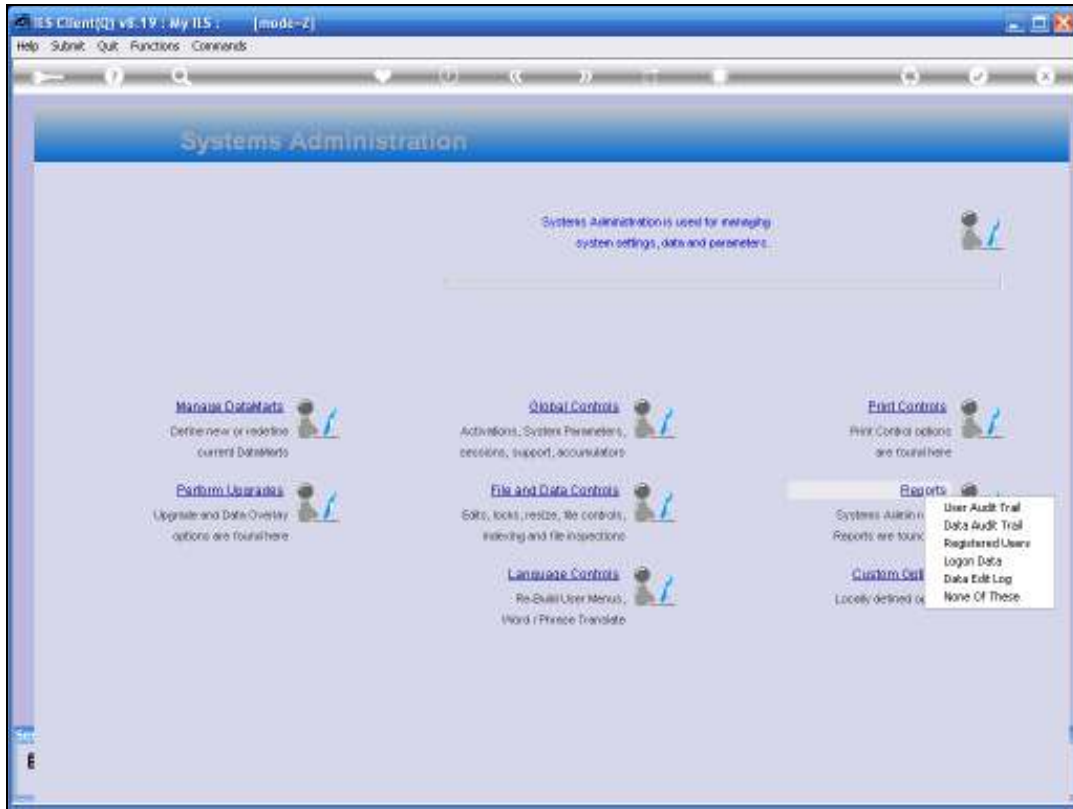 IES Client(Q) v8.19 : My IES : [mode-2]
Help Submit Quit Functions Commands
Systems Administration
Systems Administration is used for managing
system settings, data and parameters.
Manage DataMarts
Define new or redefine
current DataMarts
Global Controls
Activations, System Parameters,
sessions, support, accumulators
Print Controls
Print Control options
are found here
Perform Upgrades
Upgrade and Data Overlay
options are found here
File and Data Controls
Edits, locks, resize, file controls,
indexing and file inspections
Reports
Systems Admin
Reports are found
User Audit Trail
Data Audit Trail
Registered Users
Logon Data
Data Edit Log
None Of These
Language Controls
Re-Build User Menus,
Word / Phrase Translate
Custom
Locally defined